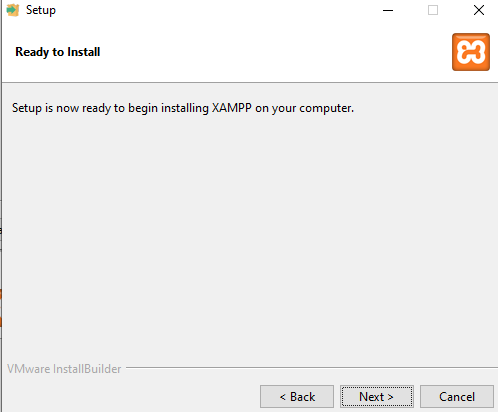 Setup
Ready to Install
Setup is now ready to begin installing XAMPP on your computer.
VMware InstallBuilder
< Back
Next >
Cancel